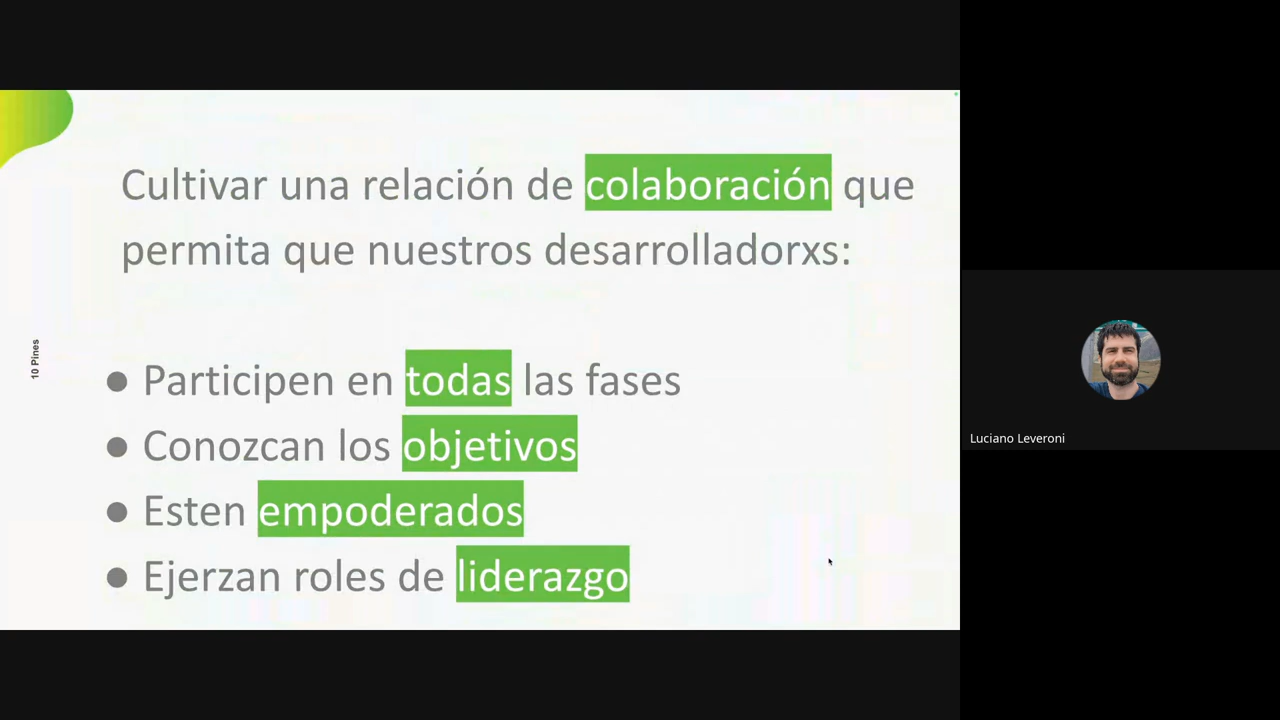 Cultivar una relación de colaboración que
permita que nuestros desarrolladorxs:
10 Pines
● Participen en todas las fases
● Conozcan los objetivos
● Esten empoderados
● Ejerzan roles de liderazgo
Luciano Leveroni